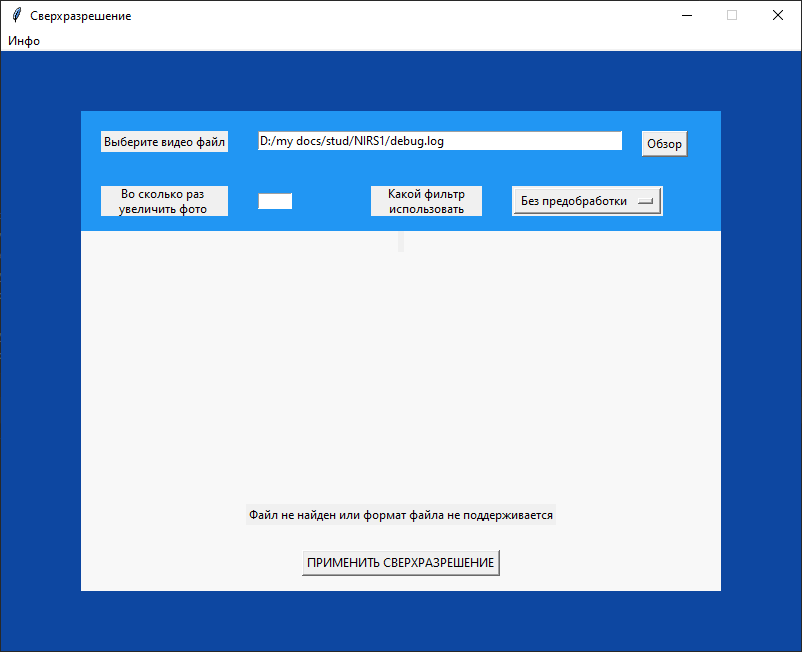 Сверхразрешение
Инфо
Выберите видео файл
D:/my docs/stud/NIRS1/debug.log
Обзор
Во сколько раз
увеличить фото
Какой фильтр
использовать
Без предобработки
Файл не найден или формат файла не поддерживается
ПРИМЕНИТЬ СВЕРХРАЗРЕШЕНИЕ